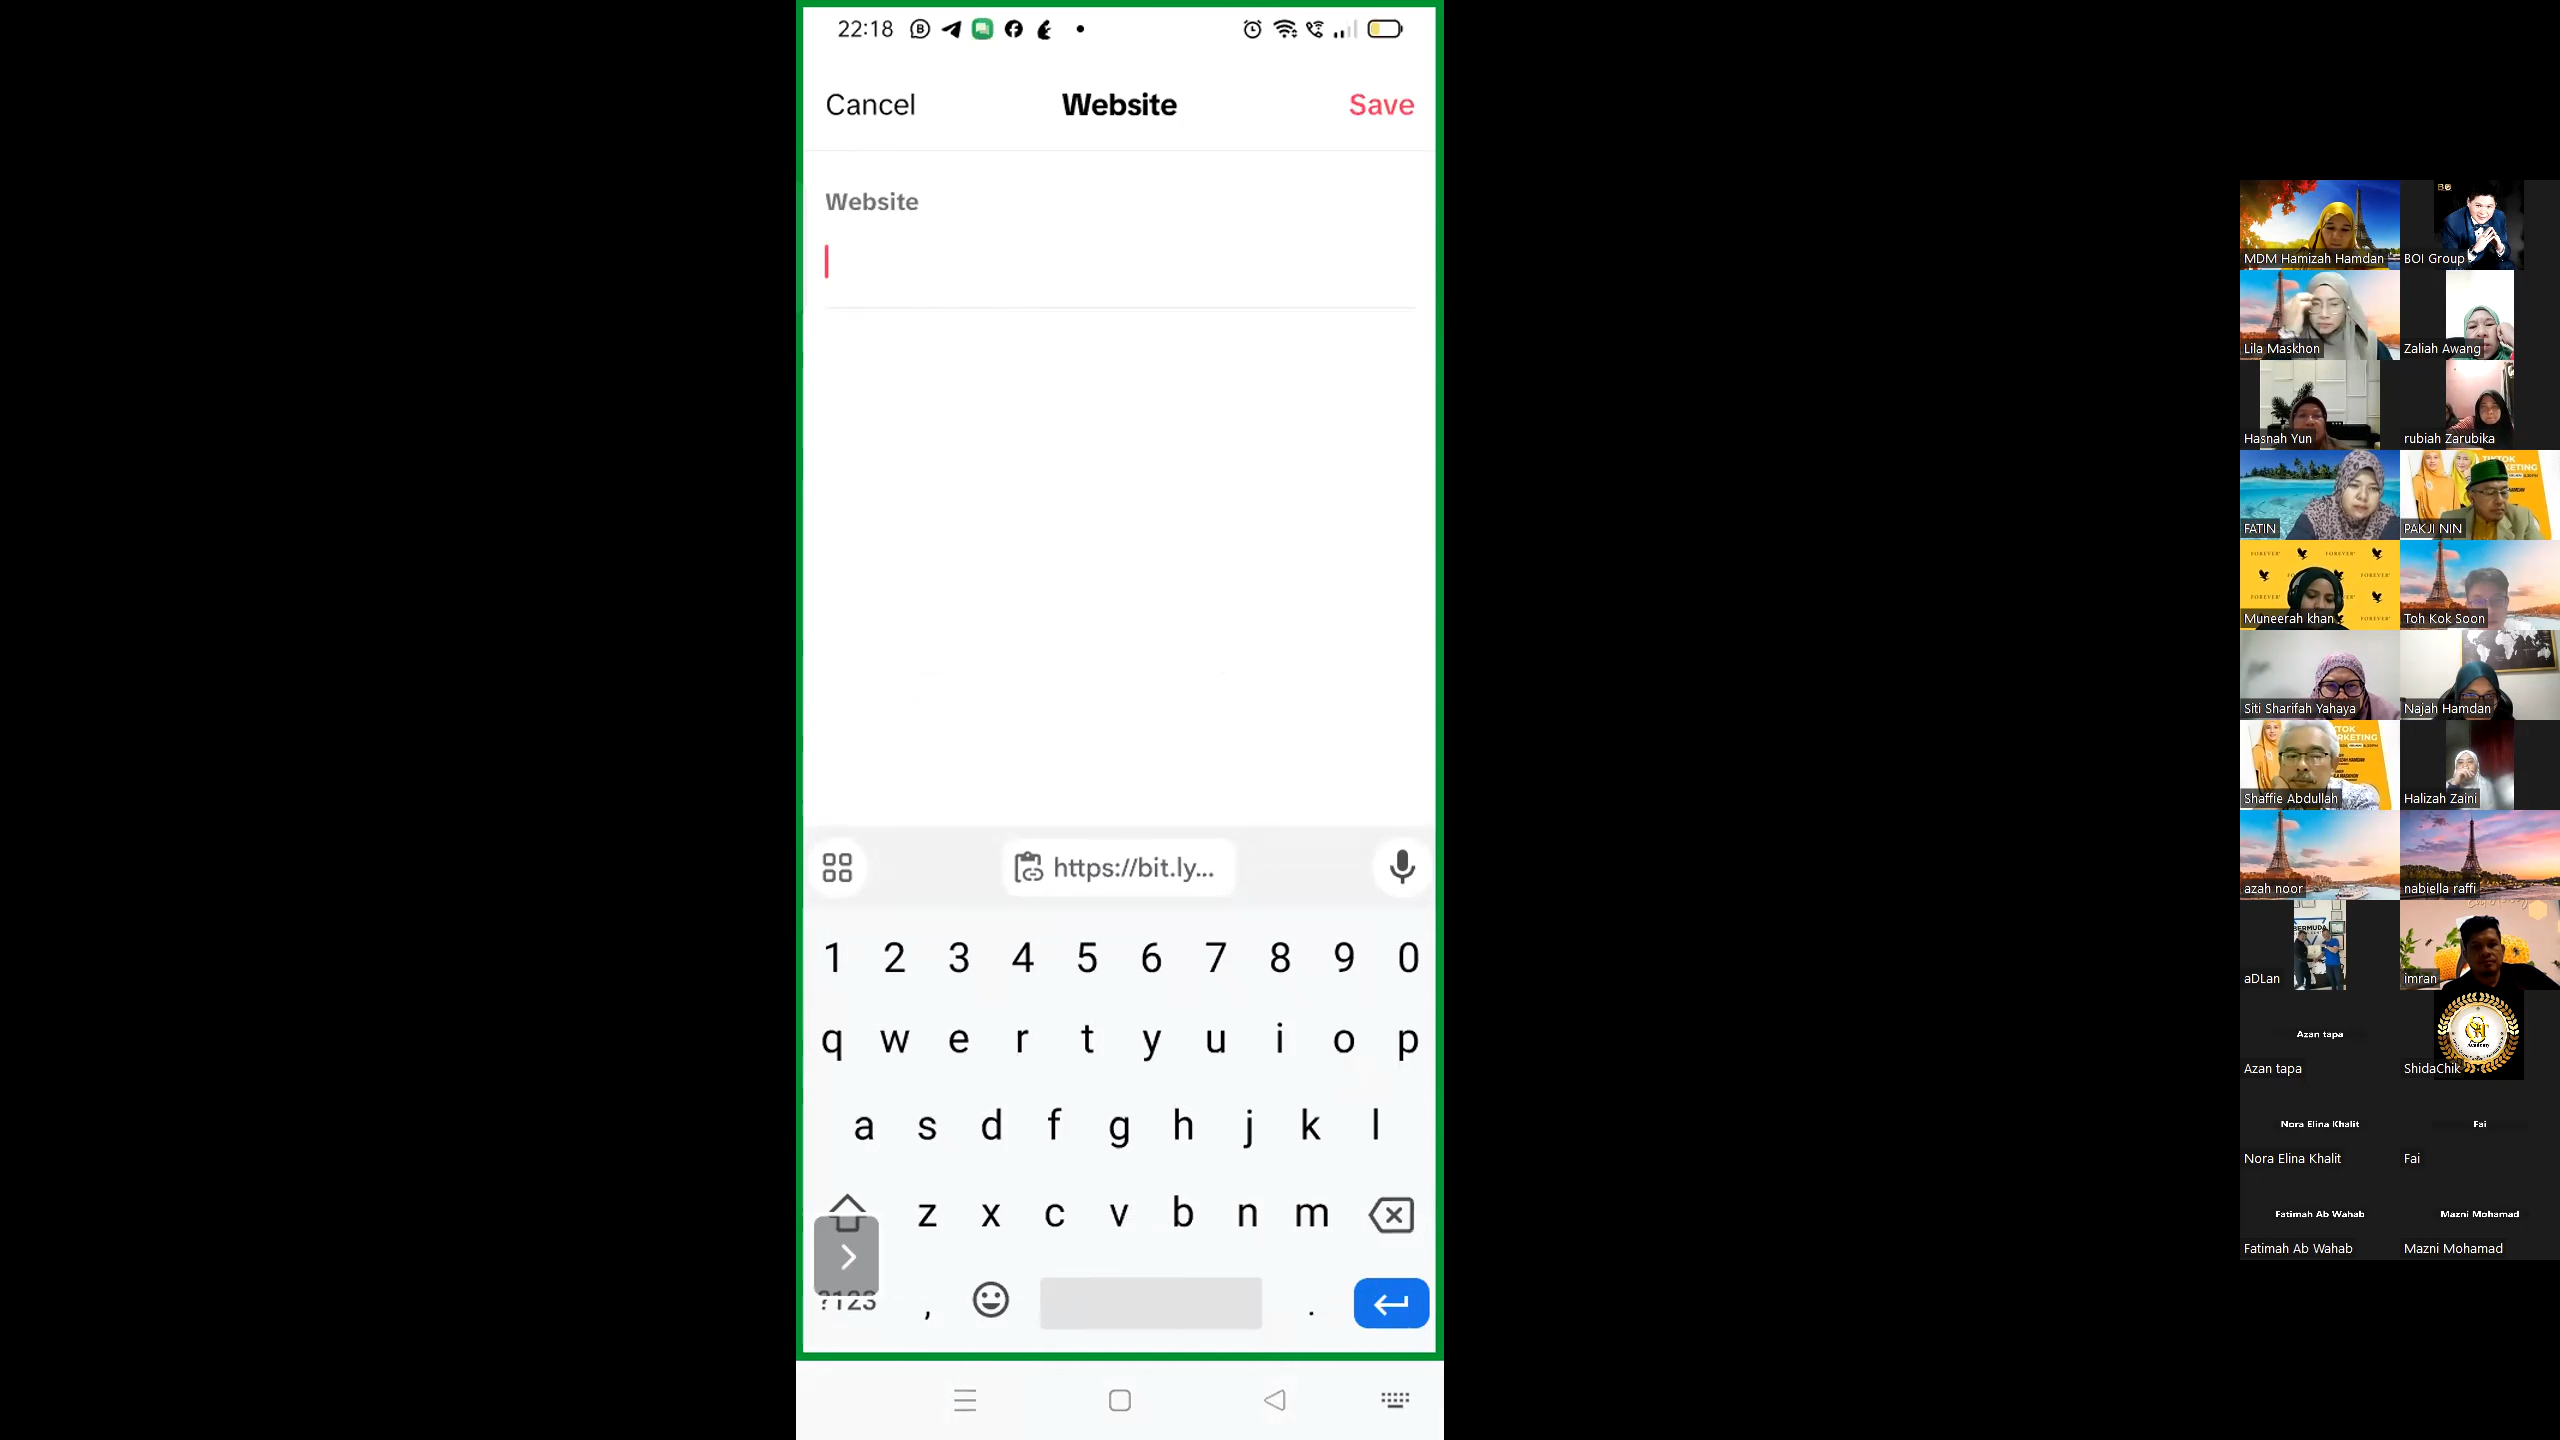 22:18
Cancel
Website
Save
Website
https://bit.ly...
1 2 3 4 5 6 7 8 9 0
q w e r t y u i o p
a s d f g h j k l
z x c v b n m
?123 , .
MDM Hamizah Hamdan
BOI Group
Lila Maskhon
Zaliah Awang
Hasnah Yun
rubiah Zarubika
FATIN
PAKJI NIN
FOREVER
Muneerah khan
Toh Kok Soon
Siti Sharifah Yahaya
Najah Hamdan
Shaffie Abdullah
Halizah Zaini
azah noor
nabiella raffi
BERMUDA
aDLan
imran
Azan tapa
Azan tapa
Academy
ShidaChik
Nora Elina Khalit
Fai
Nora Elina Khalit
Fai
Fatimah Ab Wahab
Mazni Mohamad
Fatimah Ab Wahab
Mazni Mohamad